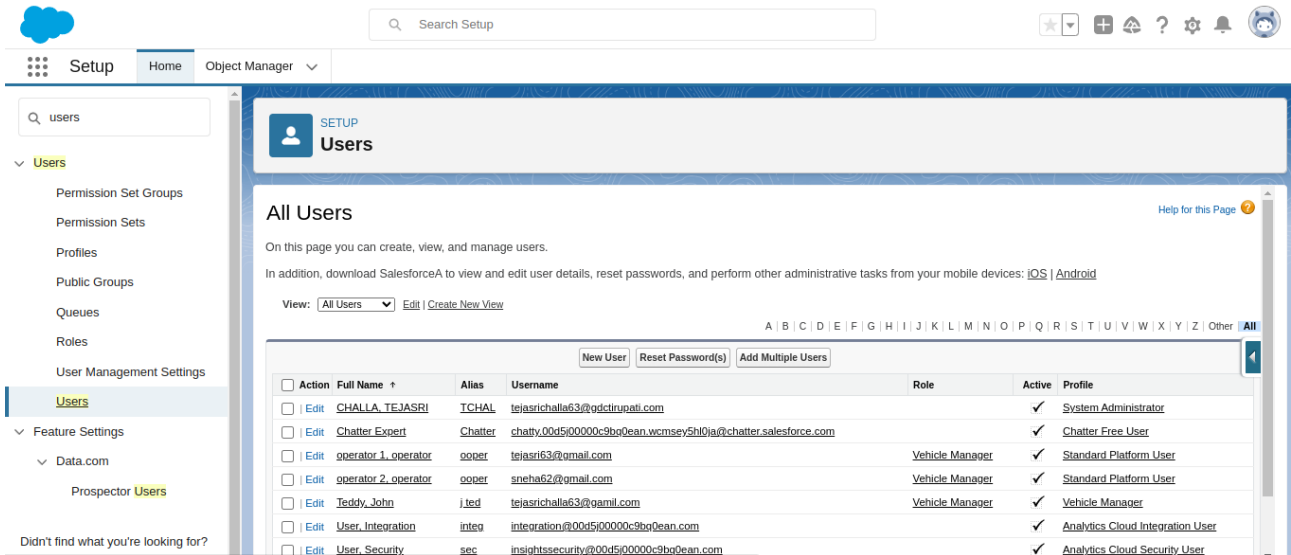 Search Setup
Setup
Home
Object Manager
users
Users
Permission Set Groups
Permission Sets
Profiles
Public Groups
Queues
Roles
User Management Settings
Users
Feature Settings
Data.com
Prospector Users
Didn't find what you're looking for?
SETUP
Users
All Users
Help for this Page ?
On this page you can create, view, and manage users.
In addition, download SalesforceA to view and edit user details, reset passwords, and perform other administrative tasks from your mobile devices: iOS | Android
View: All Users Edit | Create New View
A | B | C | D | E | F | G | H | I | J | K | L | M | N | O | P | Q | R | S | T | U | V | W | X | Y | Z | Other | All
New User Reset Password(s) Add Multiple Users
Action Full Name ↑ Alias Username Role Active Profile
| Edit CHALLA, TEJASRI TCHAL tejasrichalla63@gdctirupati.com ✓ System Administrator
| Edit Chatter Expert Chatter chatty.00d5j00000c9bq0ean.wcmsey5hl0ja@chatter.salesforce.com ✓ Chatter Free User
| Edit operator 1, operator ooper tejasri63@gmail.com Vehicle Manager ✓ Standard Platform User
| Edit operator 2, operator ooper sneha62@gmail.com Vehicle Manager ✓ Standard Platform User
| Edit Teddy, John j ted tejasrichalla63@gamil.com Vehicle Manager ✓ Vehicle Manager
| Edit User, Integration integ integration@00d5j00000c9bq0ean.com ✓ Analytics Cloud Integration User
| Edit User, Security sec insightssecurity@00d5j00000c9bq0ean.com ✓ Analytics Cloud Security User